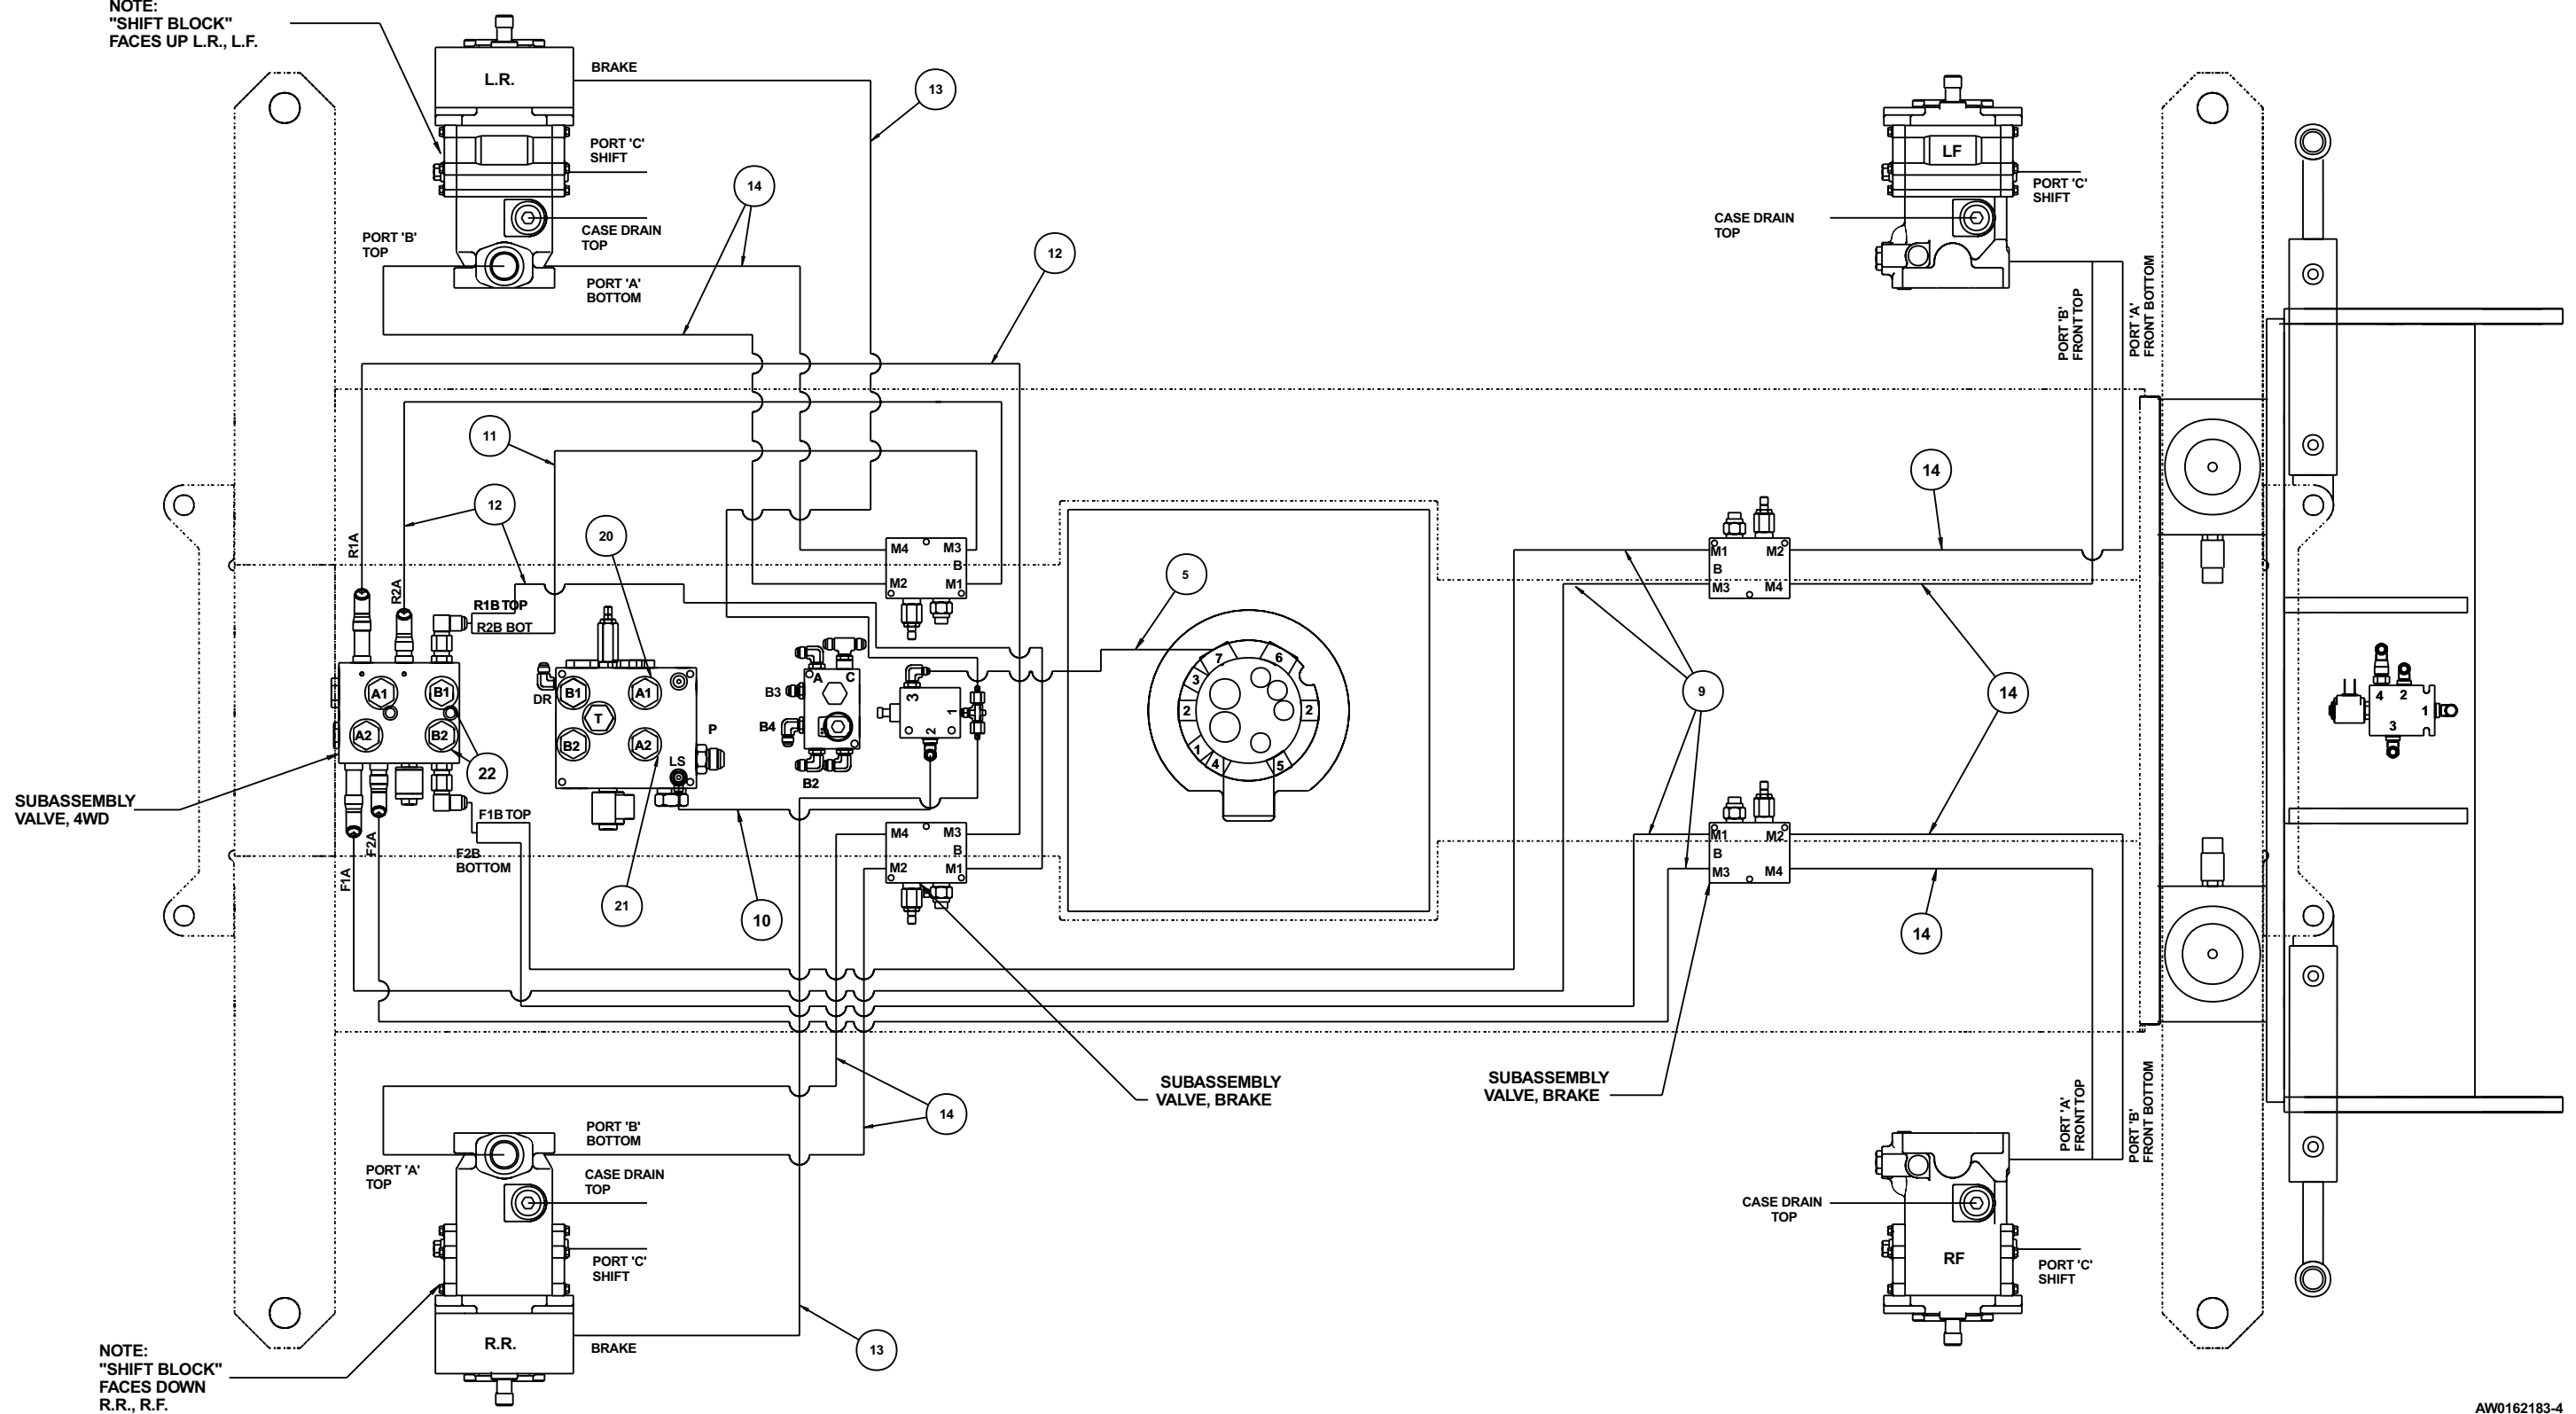 NOTE:
"SHIFT BLOCK"
FACES UP L.R., L.F.
L.R.
BRAKE
13
PORT 'C'
SHIFT
14
CASE DRAIN
TOP
PORT 'B'
TOP
PORT 'A'
BOTTOM
12
LF
PORT 'C'
SHIFT
CASE DRAIN
TOP
PORT 'B'
FRONT TOP
PORT 'A'
FRONT BOTTOM
11
12
20
14
R1A
R2A
R1B TOP
R2B BOT
M4
M3
B
M2
M1
5
M1
M2
B
M3
M4
14
9
A1
B1
A2
B2
22
DR
B1
A1
T
B2
A2
P
LS
A
C
B3
B4
B2
3
1
2
7
6
3
2
2
1
4
5
4
2
1
3
SUBASSEMBLY
VALVE, 4WD
F1A
F2A
F1B TOP
F2B
BOTTOM
21
10
M4
M3
B
M2
M1
M1
M2
B
M3
M4
14
SUBASSEMBLY
VALVE, BRAKE
SUBASSEMBLY
VALVE, BRAKE
14
PORT 'A'
FRONT TOP
PORT 'B'
FRONT BOTTOM
PORT 'B'
BOTTOM
PORT 'A'
TOP
CASE DRAIN
TOP
PORT 'C'
SHIFT
R.R.
BRAKE
13
CASE DRAIN
TOP
RF
PORT 'C'
SHIFT
NOTE:
"SHIFT BLOCK"
FACES DOWN
R.R., R.F.
AW0162183-4